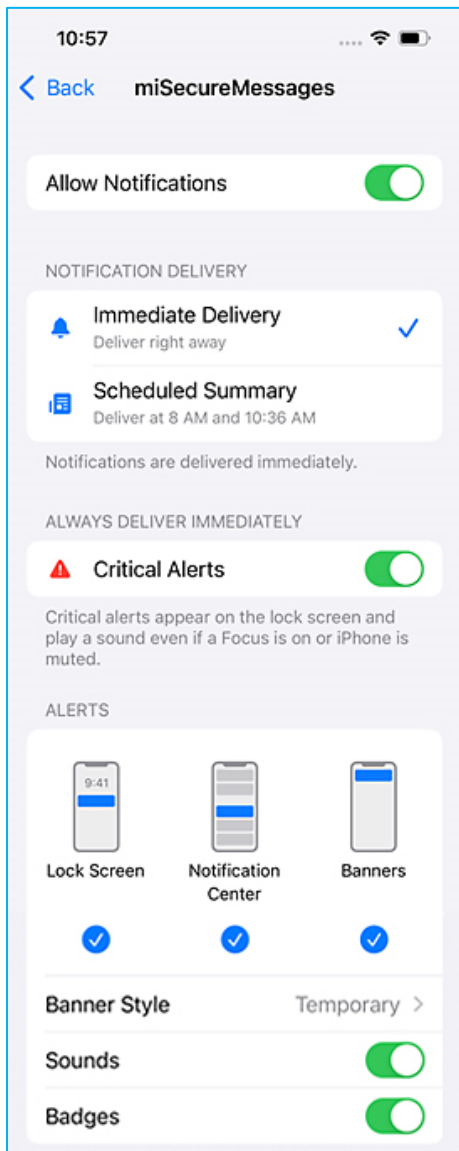 10:57
Back miSecureMessages
Allow Notifications
NOTIFICATION DELIVERY
Immediate Delivery
Deliver right away
Scheduled Summary
Deliver at 8 AM and 10:36 AM
Notifications are delivered immediately.
ALWAYS DELIVER IMMEDIATELY
Critical Alerts
Critical alerts appear on the lock screen and
play a sound even if a Focus is on or iPhone is
muted.
ALERTS
9:41
Lock Screen Notification Banners
Center
Banner Style Temporary
Sounds
Badges